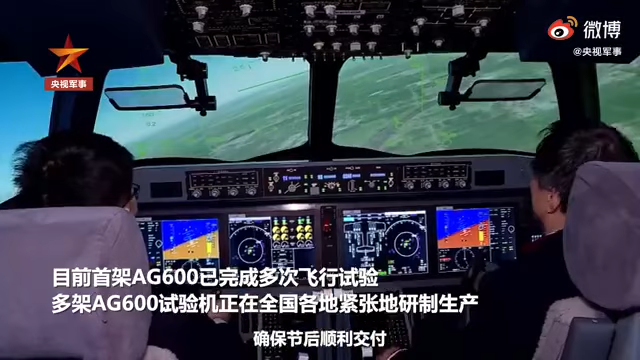 微博
@央视军事
央视军事
目前首架AG600已完成多次飞行试验
多架AG600试验机正在全国各地紧张地研制生产
确保节后顺利交付